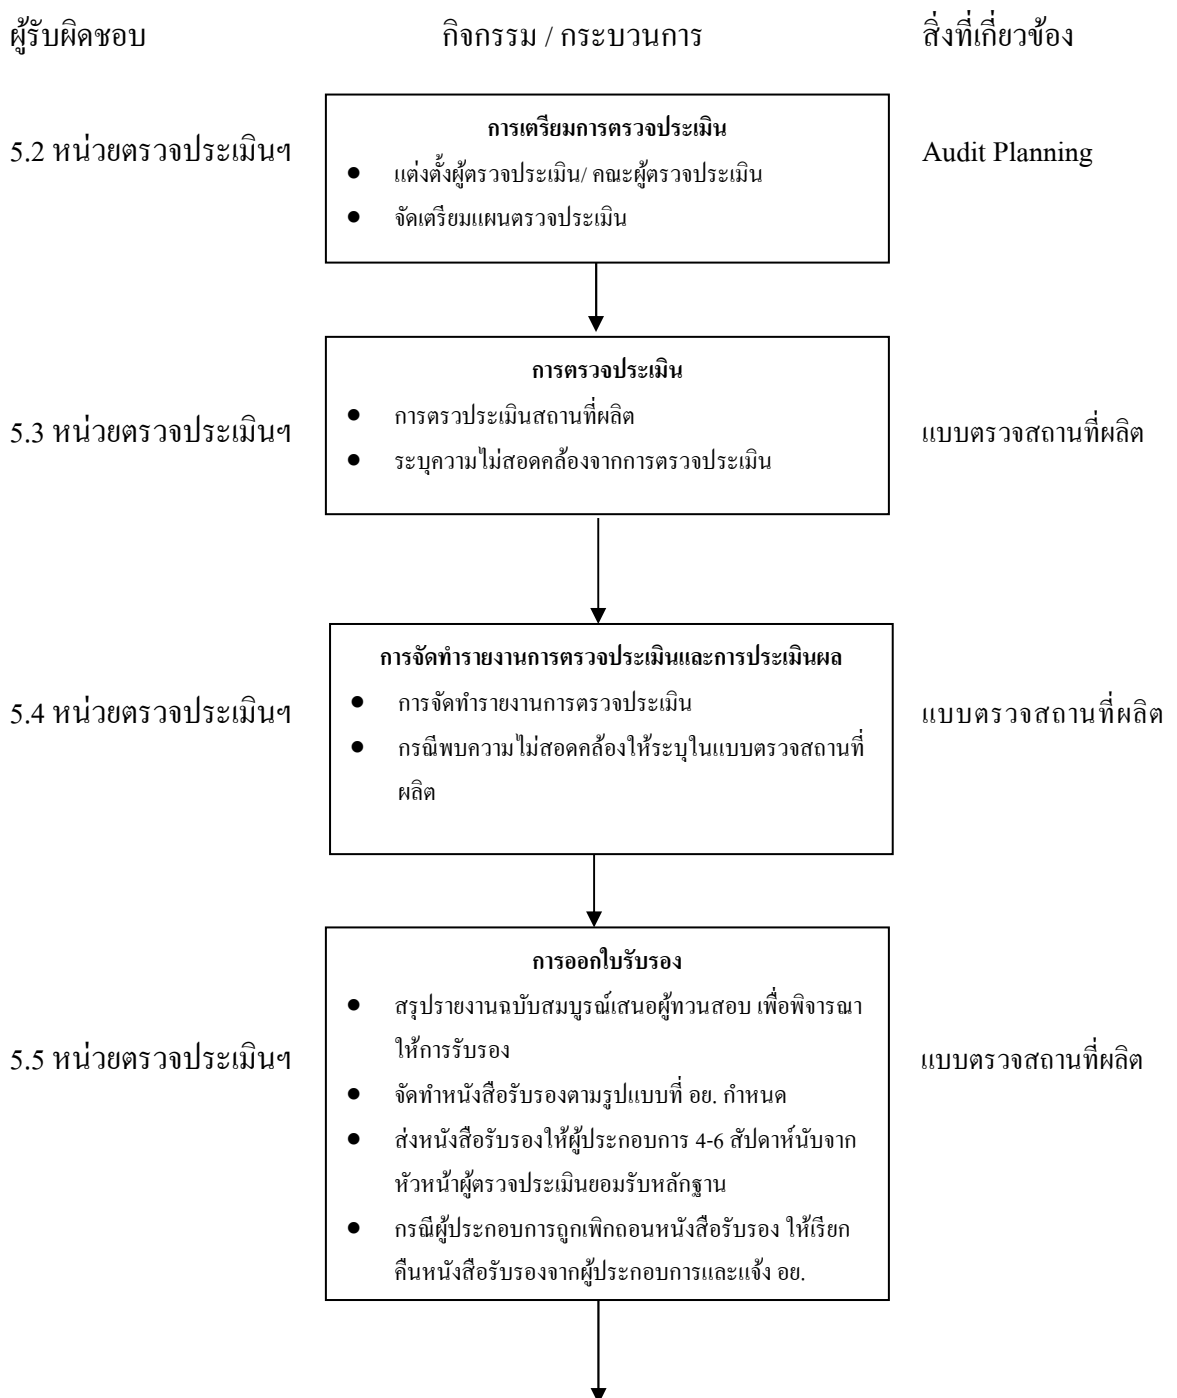 ผู้รับผิดชอบ กิจกรรม / กระบวนการ สิ่งที่เกี่ยวข้อง
การเตรียมการตรวจประเมิน
5.2 หน่วยตรวจประเมินฯ
● แต่งตั้งผู้ตรวจประเมิน/ คณะผู้ตรวจประเมิน
● จัดเตรียมแผนตรวจประเมิน
Audit Planning
การตรวจประเมิน
5.3 หน่วยตรวจประเมินฯ
● การตรวประเมินสถานที่ผลิต
● ระบุความไม่สอดคล้องจากการตรวจประเมิน
แบบตรวจสถานที่ผลิต
การจัดทำรายงานการตรวจประเมินและการประเมินผล
5.4 หน่วยตรวจประเมินฯ
● การจัดทำรายงานการตรวจประเมิน
● กรณีพบความไม่สอดคล้องให้ระบุในแบบตรวจสถานที่
ผลิต
แบบตรวจสถานที่ผลิต
การออกใบรับรอง
5.5 หน่วยตรวจประเมินฯ
● สรุปรายงานฉบับสมบูรณ์เสนอผู้ทวนสอบ เพื่อพิจารณา
ให้การรับรอง
● จัดทำหนังสือรับรองตามรูปแบบที่ อย. กำหนด
● ส่งหนังสือรับรองให้ผู้ประกอบการ 4-6 สัปดาห์นับจาก
หัวหน้าผู้ตรวจประเมินยอมรับหลักฐาน
● กรณีผู้ประกอบการถูกเพิกถอนหนังสือรับรอง ให้เรียก
คืนหนังสือรับรองจากผู้ประกอบการและแจ้ง อย.
แบบตรวจสถานที่ผลิต